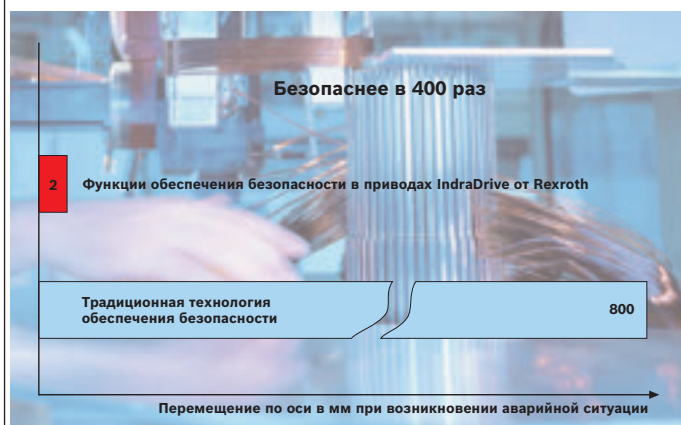 Безопаснее в 400 раз
2 Функции обеспечения безопасности в приводах IndraDrive от Rexroth
Традиционная технология
обеспечения безопасности
800
Перемещение по оси в мм при возникновении аварийной ситуации